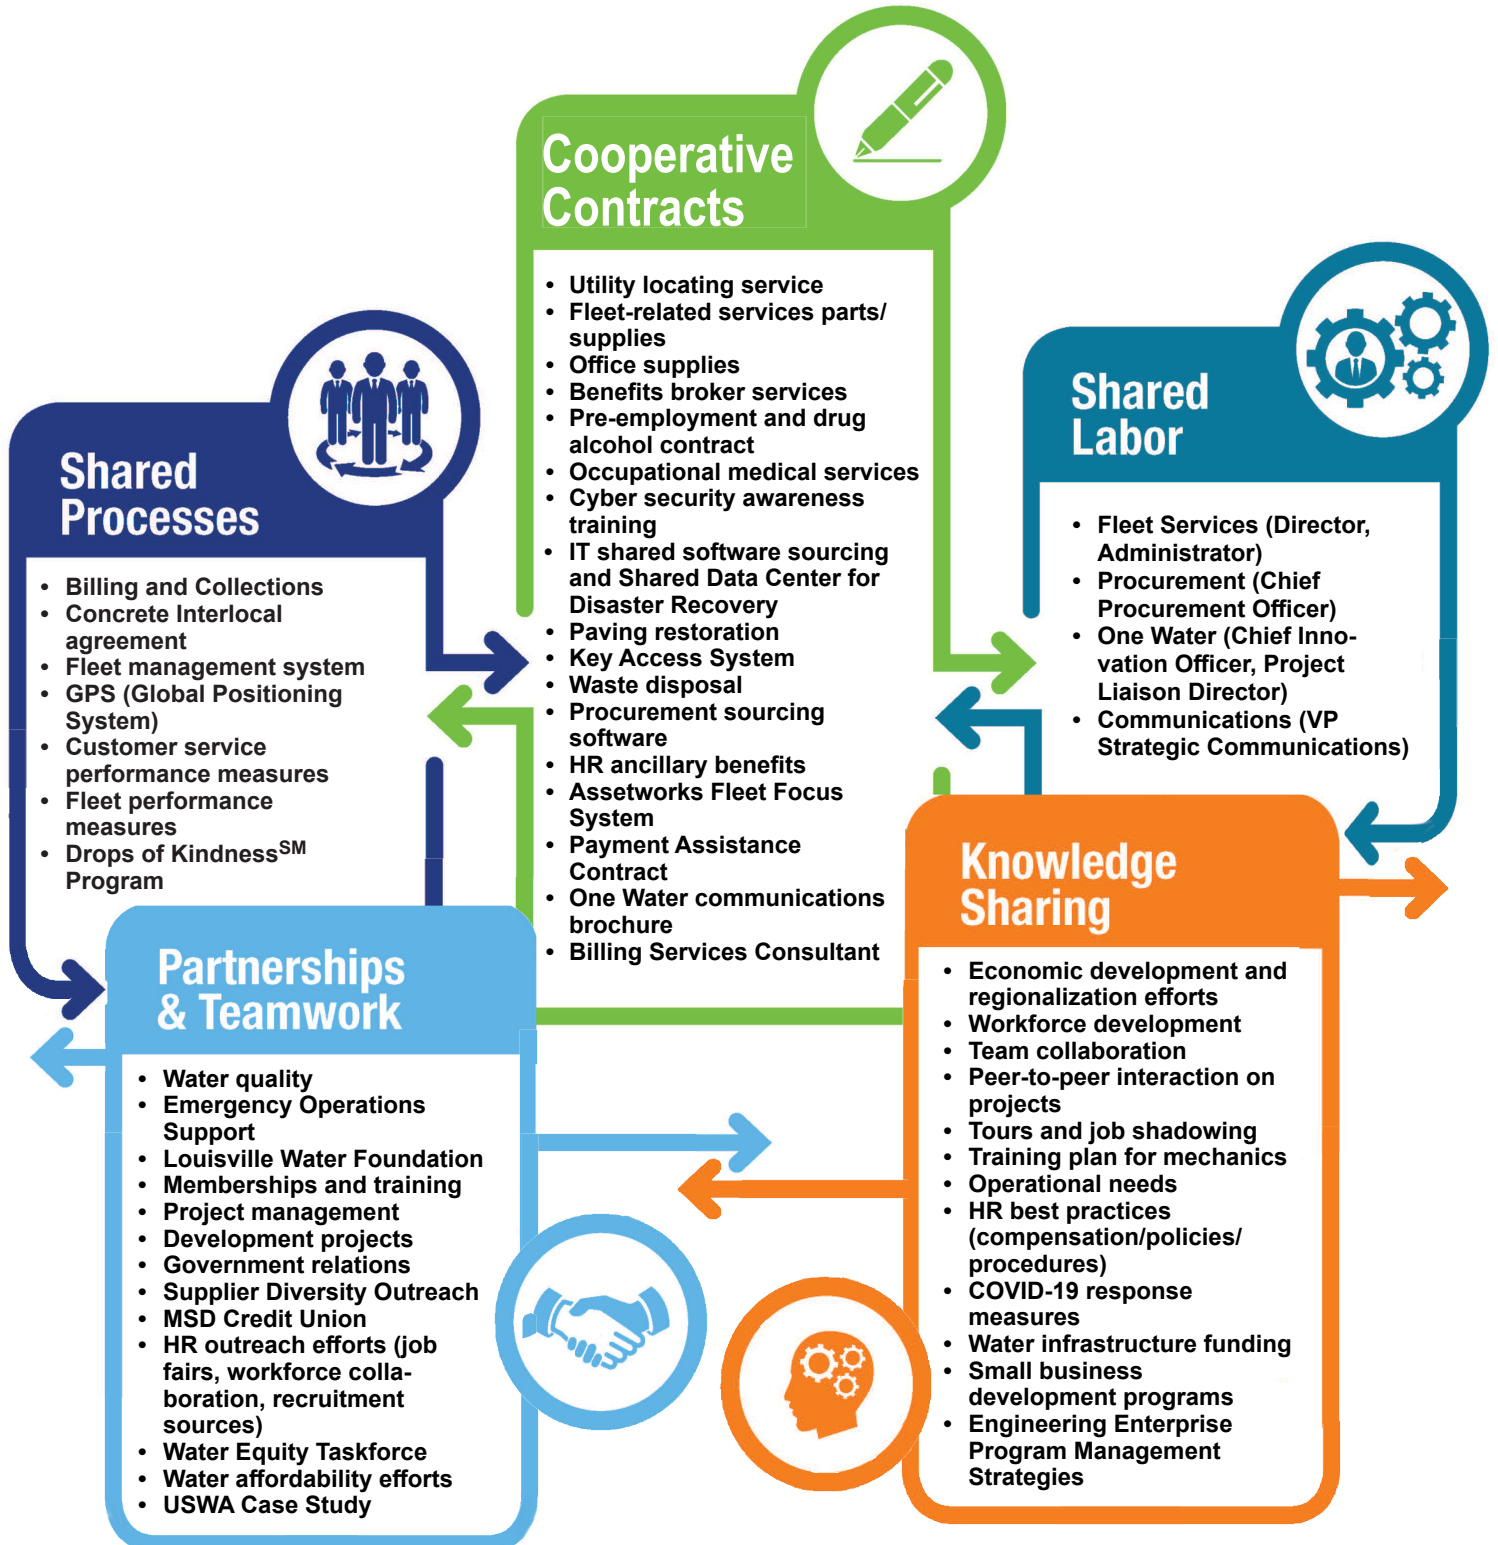 Cooperative
Contracts
• Utility locating service
• Fleet-related services parts/
supplies
• Office supplies
• Benefits broker services
• Pre-employment and drug
alcohol contract
• Occupational medical services
• Cyber security awareness
training
• IT shared software sourcing
and Shared Data Center for
Disaster Recovery
• Paving restoration
• Key Access System
• Waste disposal
• Procurement sourcing
software
• HR ancillary benefits
• Assetworks Fleet Focus
System
• Payment Assistance
Contract
• One Water communications
brochure
• Billing Services Consultant
Shared
Labor
• Fleet Services (Director,
Administrator)
• Procurement (Chief
Procurement Officer)
• One Water (Chief Inno-
vation Officer, Project
Liaison Director)
• Communications (VP
Strategic Communications)
Shared
Processes
• Billing and Collections
• Concrete Interlocal
agreement
• Fleet management system
• GPS (Global Positioning
System)
• Customer service
performance measures
• Fleet performance
measures
• Drops of KindnessSM
Program
Knowledge
Sharing
• Economic development and
regionalization efforts
• Workforce development
• Team collaboration
• Peer-to-peer interaction on
projects
• Tours and job shadowing
• Training plan for mechanics
• Operational needs
• HR best practices
(compensation/policies/
procedures)
• COVID-19 response
measures
• Water infrastructure funding
• Small business
development programs
• Engineering Enterprise
Program Management
Strategies
Partnerships
& Teamwork
• Water quality
• Emergency Operations
Support
• Louisville Water Foundation
• Memberships and training
• Project management
• Development projects
• Government relations
• Supplier Diversity Outreach
• MSD Credit Union
• HR outreach efforts (job
fairs, workforce colla-
boration, recruitment
sources)
• Water Equity Taskforce
• Water affordability efforts
• USWA Case Study